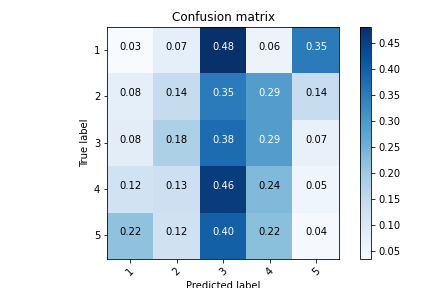 Confusion matrix
1 0.03 0.07 0.48 0.06 0.35
2 0.08 0.14 0.35 0.29 0.14
3 0.08 0.18 0.38 0.29 0.07
4 0.12 0.13 0.46 0.24 0.05
5 0.22 0.12 0.40 0.22 0.04
1 2 3 4 5
True label
Predicted label
0.45
0.40
0.35
0.30
0.25
0.20
0.15
0.10
0.05